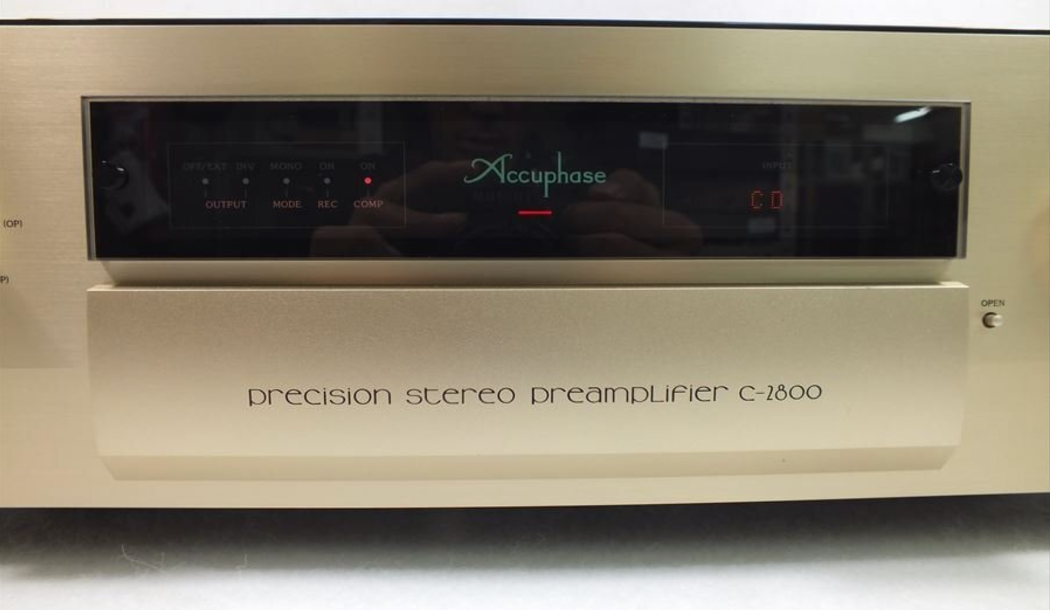 OFF/EXT INV MONO ON ON
OUTPUT MODE REC COMP
Accuphase
INPUT
CD
(OP)
P)
OPEN
precision stereo preamplifier C-2800